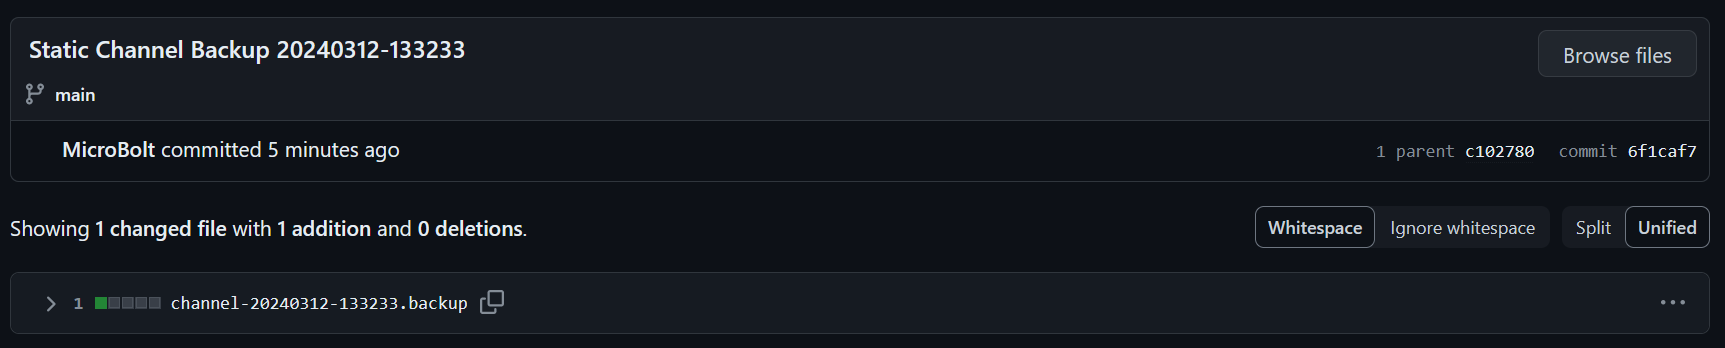 Static Channel Backup 20240312-133233
Browse files
main
MicroBolt committed 5 minutes ago
1 parent c102780 commit 6f1caf7
Showing 1 changed file with 1 addition and 0 deletions.
Whitespace Ignore whitespace Split Unified
1 channel-20240312-133233.backup